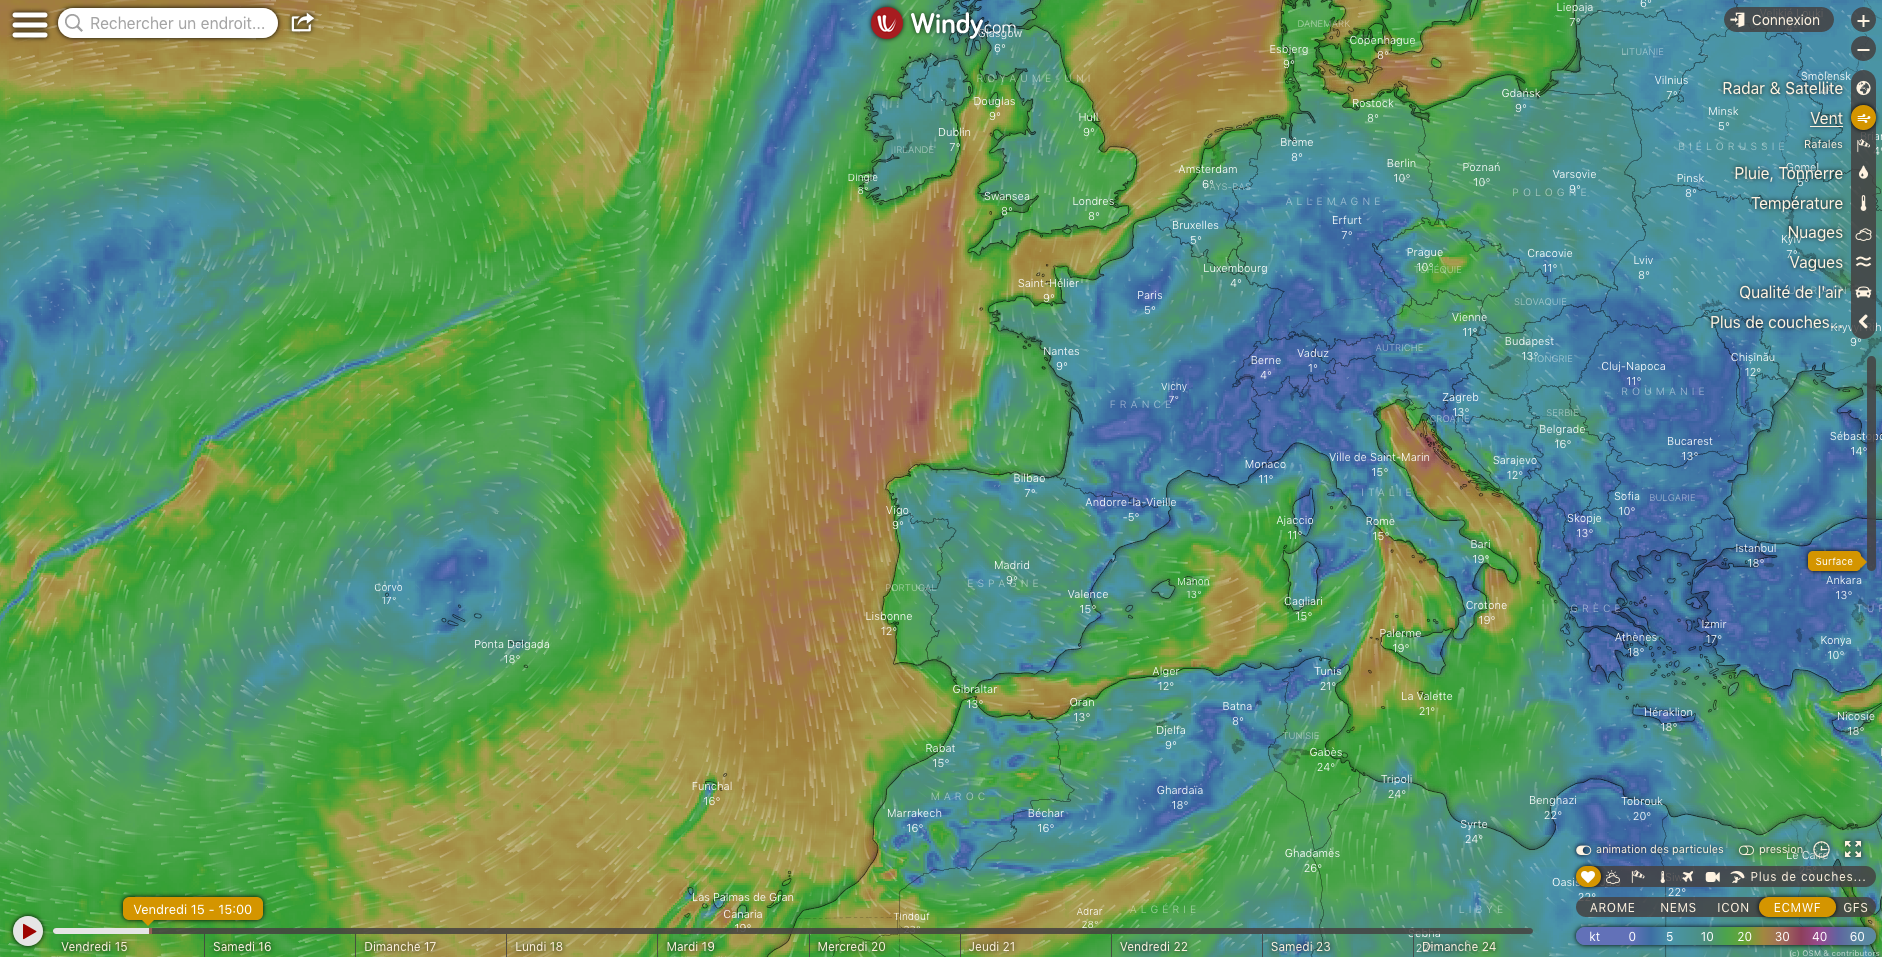 Rechercher un endroit...
Windy.com
Connexion
Radar & Satellite
Vent
Rafales
Pluie, Tonnerre
Température
Nuages
Vagues
Qualité de l'air
Plus de couches...
Surface
Glasgow
6°
ROYAUME-UNI
Douglas
9°
Hull
9°
Dublin
7°
IRLANDE
Dingle
8°
Swansea
8°
Londres
8°
DANEMARK
Copenhague
8°
Esbjerg
9°
Liepaja
7°
6°
LITUANIE
Vilnius
7°
Smolensk
Minsk
5°
BIÉLORUSSIE
Gdańsk
9°
Rostock
8°
Brême
8°
Berlin
10°
Poznań
10°
Varsovie
9°
POLOGNE
Pinsk
8°
Gomel
Amsterdam
6°
PAYS-BAS
ALLEMAGNE
Erfurt
7°
Bruxelles
5°
Luxembourg
4°
Prague
10°
TCHÉQUIE
Cracovie
11°
Lviv
8°
Kyiv
7°
Saint-Hélier
9°
Paris
5°
SLOVAQUIE
Vienne
11°
Budapest
13°
HONGRIE
Nantes
9°
Berne
4°
Vaduz
1°
AUTRICHE
Cluj-Napoca
11°
ROUMANIE
Chișinău
12°
9°
Vichy
7°
FRANCE
Zagreb
13°
CROATIE
SERBIE
Belgrade
16°
Bucarest
13°
Sébastopo
14°
Monaco
11°
Ville de Saint-Marin
15°
Sarajevo
12°
ITALIE
Bilbao
7°
Andorre-la-Vieille
-5°
Sofia
10°
BULGARIE
Vigo
9°
Ajaccio
11°
Rome
15°
Skopje
13°
Bari
19°
Istanbul
18°
Madrid
9°
ESPAGNE
PORTUGAL
Mahon
13°
Valence
15°
Cagliari
15°
Crotone
19°
GRÈCE
Ankara
13°
Corvo
17°
Ponta Delgada
18°
Lisbonne
12°
Palerme
19°
Athènes
18°
Izmir
17°
Konya
10°
Alger
12°
Tunis
21°
Gibraltar
13°
Oran
13°
Batna
8°
La Valette
21°
Héraklion
18°
Nicosie
18°
Djelfa
9°
TUNISIE
Gabès
24°
Rabat
15°
Tripoli
24°
Funchal
16°
MAROC
Ghardaïa
18°
Benghazi
22°
Tobrouk
20°
Marrakech
16°
Béchar
16°
Syrte
24°
Ghadamès
26°
Le Caire
22°
Las Palmas de Gran
Canaria
19°
Tindouf
Adrar
28°
ALGÉRIE
LIBYE
animation des particules
pression
Plus de couches...
AROME NEMS ICON ECMWF GFS
kt 0 5 10 20 30 40 60
(c) OSM & contributors
Vendredi 15 - 15:00
Vendredi 15 Samedi 16 Dimanche 17 Lundi 18 Mardi 19 Mercredi 20 Jeudi 21 Vendredi 22 Samedi 23 Dimanche 24